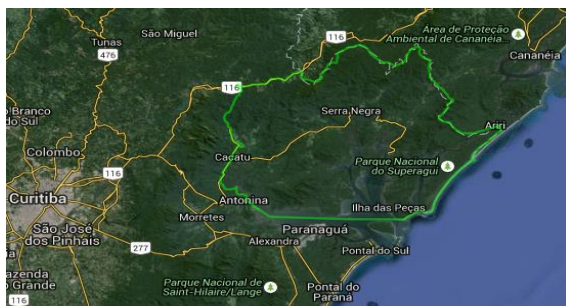 São Miguel
Tunas
116
Área de Proteção
Ambiental de Cananéia...
Cananéia
476
116
Serra Negra
Branco
do Sul
Ariri
Colombo
Cacatu
116
Parque Nacional
do Superagui
Curitiba
Antonina
Ilha das Peças
Morretes
São José
dos Pinhais
Paranaguá
277
Alexandra
Pontal do Sul
azenda
Grande
Parque Nacional de
Saint-Hilaire/Lange
Pontal do
Paraná
116